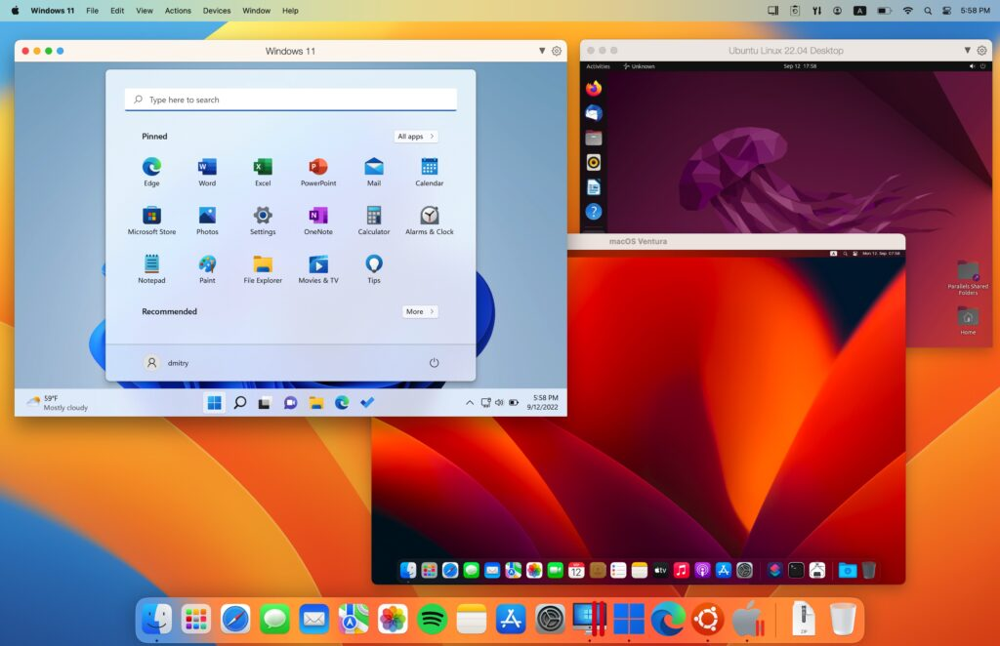 Windows 11 File Edit View Actions Devices Window Help A 5:58 PM
Windows 11
Type here to search
Pinned
All apps
Edge Word Excel PowerPoint Mail Calendar
Microsoft Store Photos Settings OneNote Calculator Alarms & Clock
Notepad Paint File Explorer Movies & TV Tips
Recommended
More
dmitry
59°F
Mostly cloudy
5:58 PM
9/12/2022
Ubuntu Linux 22.04 Desktop
Activities Unknown Sep 12 17:58
Parallels Shared
Folders
Home
macOS Ventura
A Mon 12. Sep 07:58
12
tv
ZIP